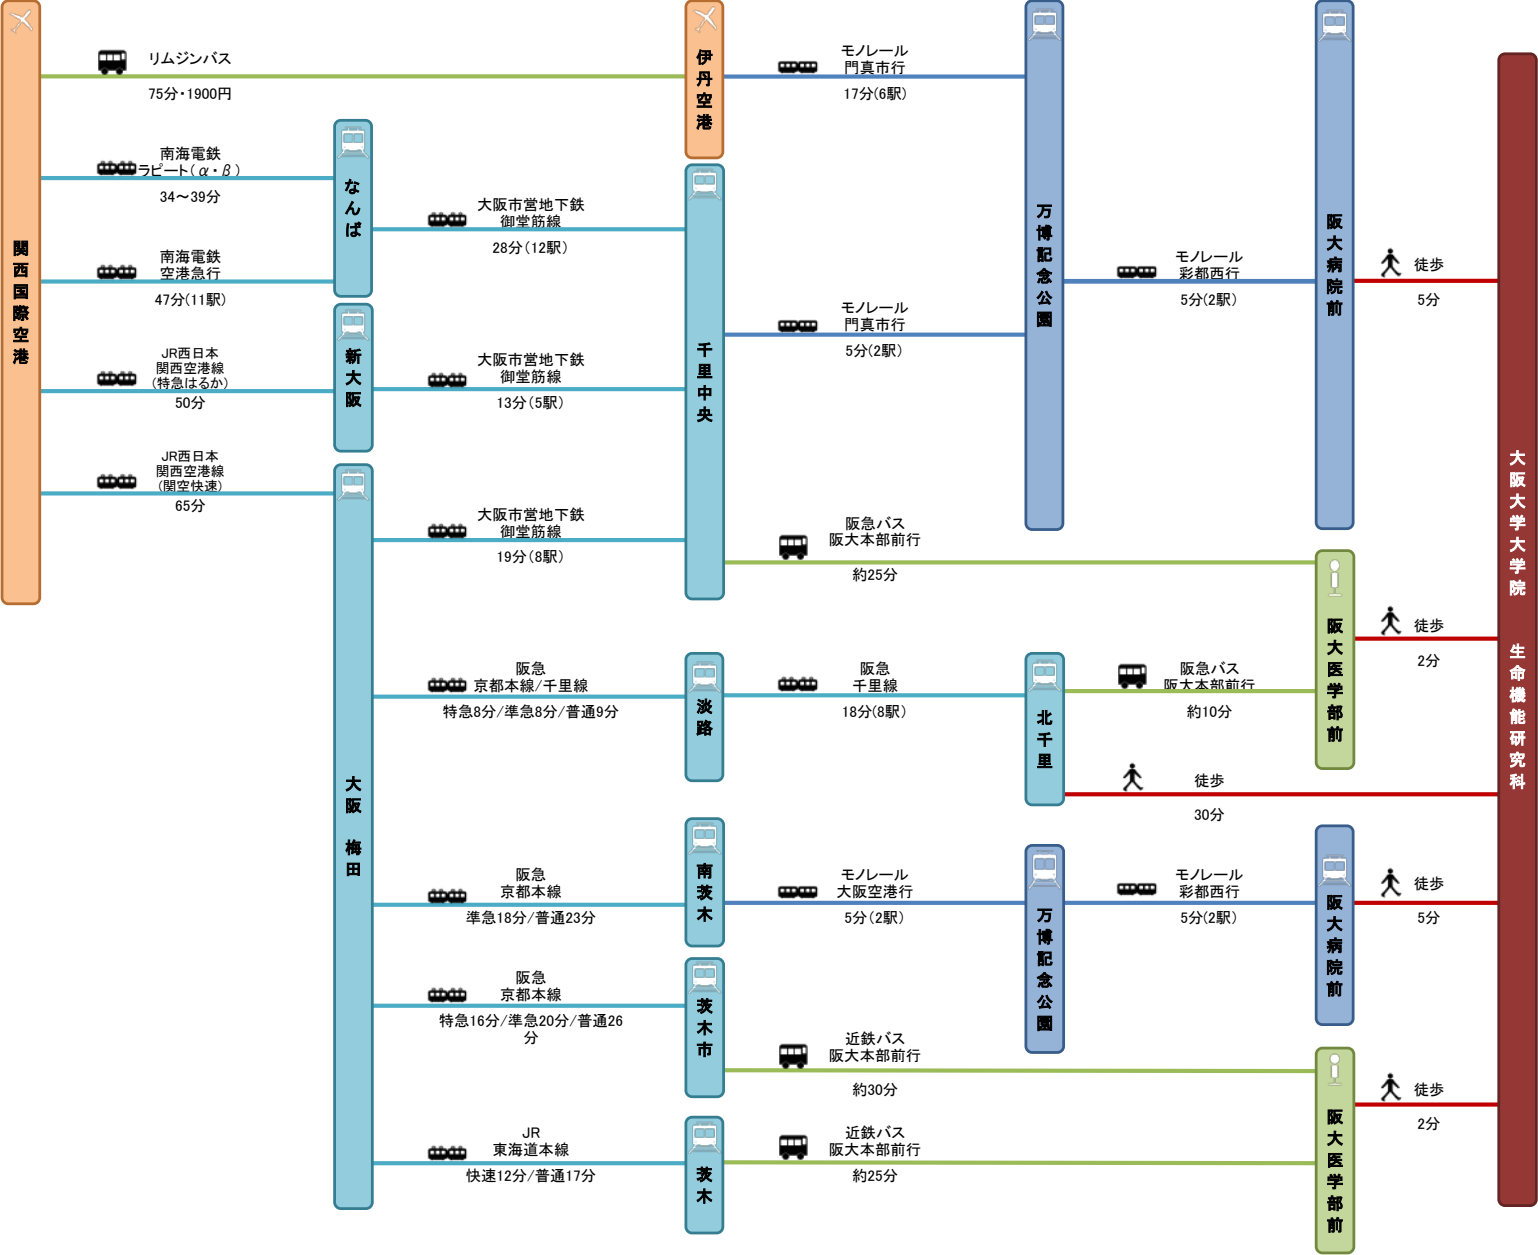 関西国際空港
リムジンバス
75分・1900円
伊丹空港
モノレール
門真市行
17分(6駅)
南海電鉄
ラピート(α・β)
34～39分
なんば
大阪市営地下鉄
御堂筋線
28分(12駅)
南海電鉄
空港急行
47分(11駅)
千里中央
モノレール
門真市行
5分(2駅)
万博記念公園
モノレール
彩都西行
5分(2駅)
阪大病院前
徒歩
5分
JR西日本
関西空港線
(特急はるか)
50分
新大阪
大阪市営地下鉄
御堂筋線
13分(5駅)
JR西日本
関西空港線
(関空快速)
65分
大阪 梅田
大阪市営地下鉄
御堂筋線
19分(8駅)
阪急バス
阪大本部前行
約25分
阪大医学部前
徒歩
2分
大阪大学大学院 生命機能研究科
阪急
京都本線/千里線
特急8分/準急8分/普通9分
淡路
阪急
千里線
18分(8駅)
北千里
阪急バス
阪大本部前行
約10分
徒歩
30分
阪急
京都本線
準急18分/普通23分
南茨木
モノレール
大阪空港行
5分(2駅)
万博記念公園
モノレール
彩都西行
5分(2駅)
阪大病院前
徒歩
5分
阪急
京都本線
特急16分/準急20分/普通26
分
茨木市
近鉄バス
阪大本部前行
約30分
阪大医学部前
徒歩
2分
JR
東海道本線
快速12分/普通17分
茨木
近鉄バス
阪大本部前行
約25分